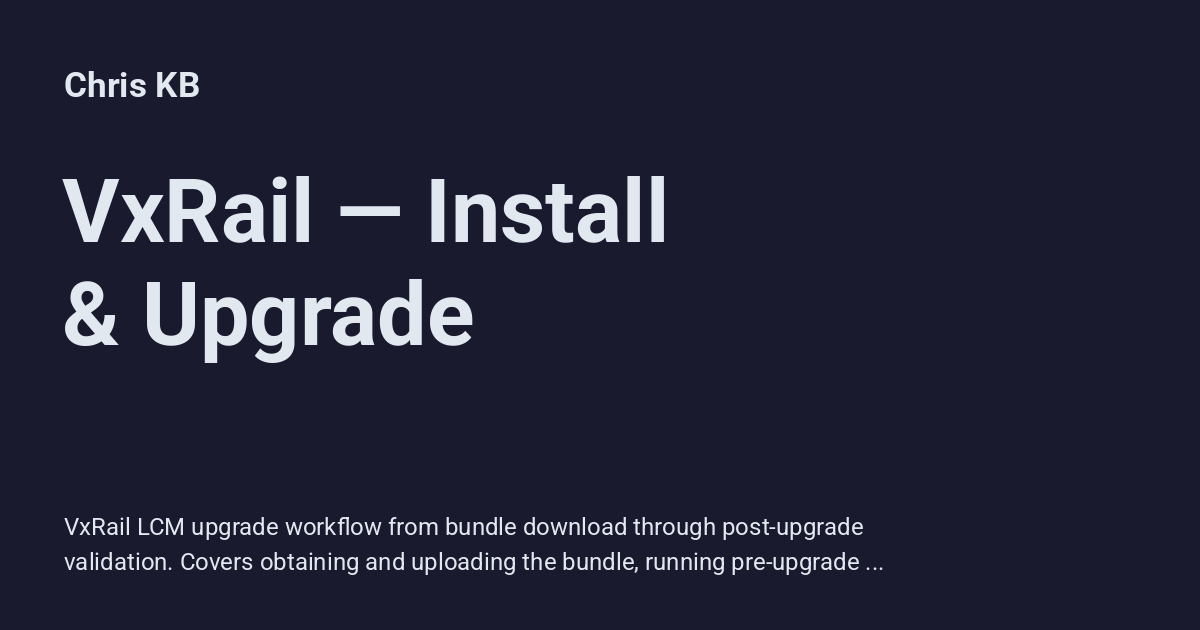 Chris KB
VxRail — Install
& Upgrade
VxRail LCM upgrade workflow from bundle download through post-upgrade
validation. Covers obtaining and uploading the bundle, running pre-upgrade ...